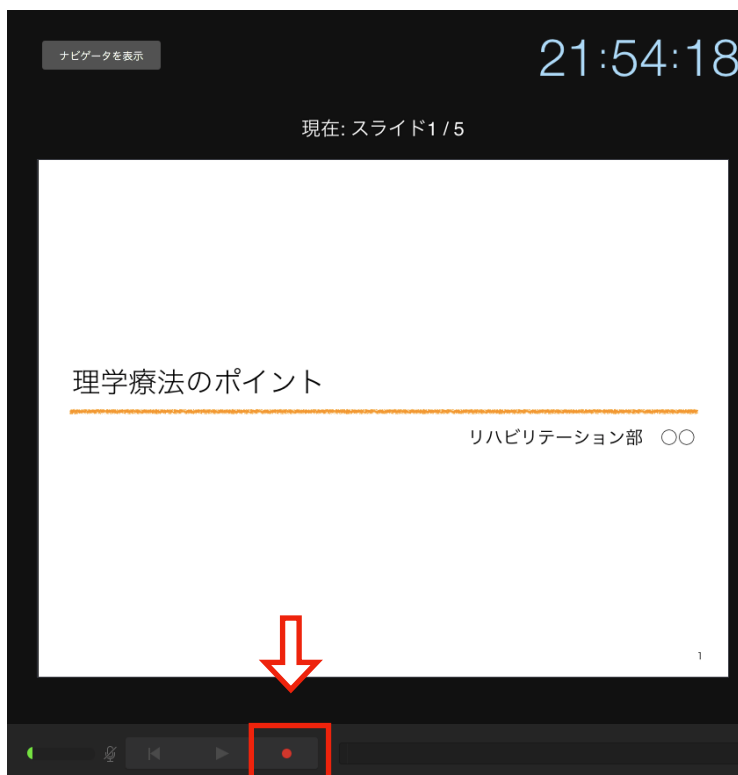 ナビゲータを表示
21:54:18
現在: スライド1 / 5
理学療法のポイント
リハビリテーション部　〇〇
1